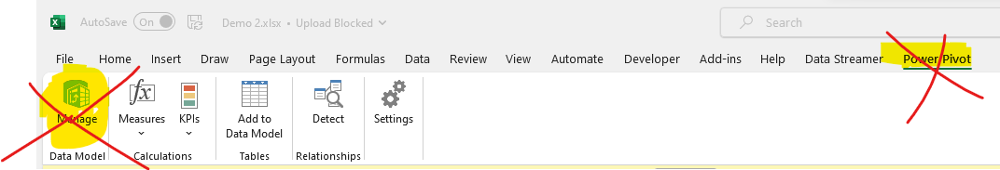 AutoSave On Demo 2.xlsx • Upload Blocked Search
File Home Insert Draw Page Layout Formulas Data Review View Automate Developer Add-ins Help Data Streamer Power Pivot
fx
Manage Measures KPIs Add to Detect Settings
Data Model
Data Model Calculations Tables Relationships